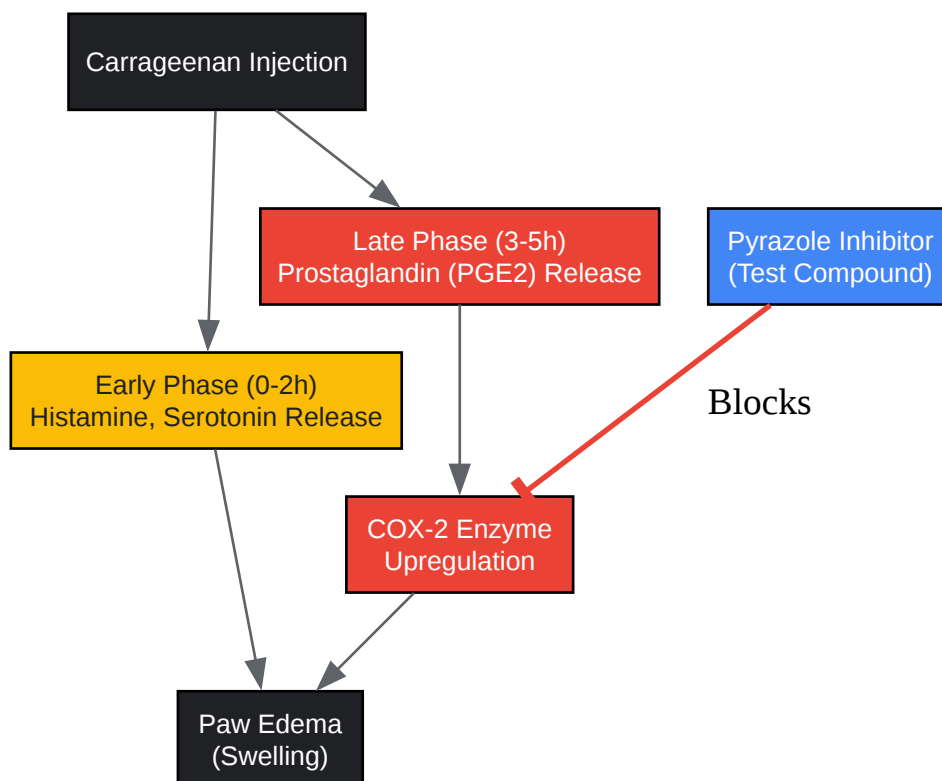 Carrageenan Injection
Late Phase (3-5h)
Prostaglandin (PGE2) Release
Pyrazole Inhibitor
(Test Compound)
Early Phase (0-2h)
Histamine, Serotonin Release
Blocks
COX-2 Enzyme
Upregulation
Paw Edema
(Swelling)